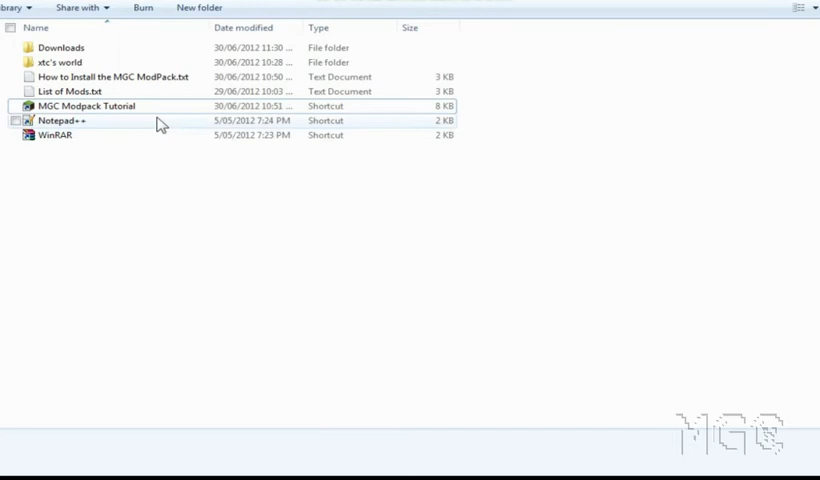 ibrary Share with Burn New folder
Name Date modified Type Size
Downloads 30/06/2012 11:30 ... File folder
xtc's world 30/06/2012 10:28 ... File folder
How to Install the MGC ModPack.txt 30/06/2012 10:50 ... Text Document 3 KB
List of Mods.txt 29/06/2012 10:03 ... Text Document 3 KB
MGC Modpack Tutorial 30/06/2012 10:51 ... Shortcut 8 KB
Notepad++ 5/05/2012 7:24 PM Shortcut 2 KB
WinRAR 5/05/2012 7:23 PM Shortcut 2 KB
MGC